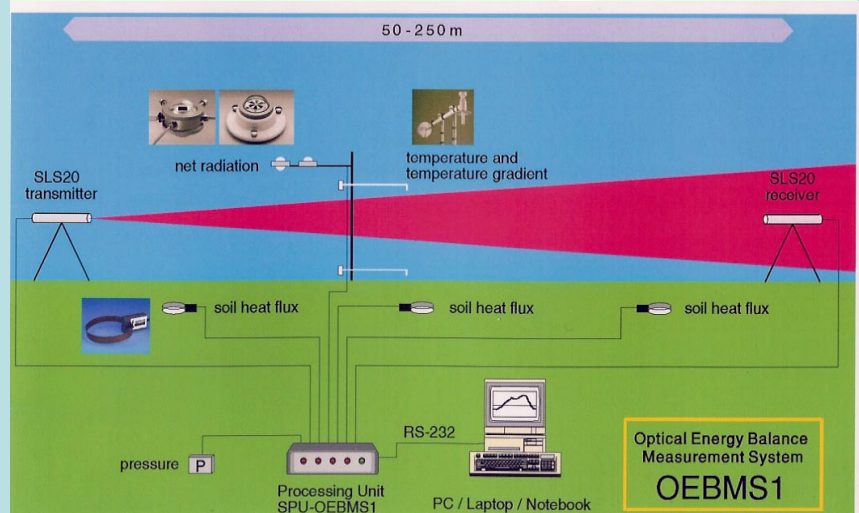 50 - 250 m
net radiation
temperature and
temperature gradient
SLS20
transmitter
SLS20
receiver
soil heat flux
soil heat flux
soil heat flux
RS-232
pressure
P
Processing Unit
SPU-OEBMS1
PC / Laptop / Notebook
Optical Energy Balance
Measurement System
OEBMS1